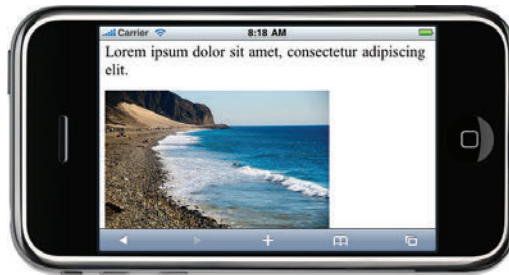 Carrier 8:18 AM
Lorem ipsum dolor sit amet, consectetur adipiscing
elit.